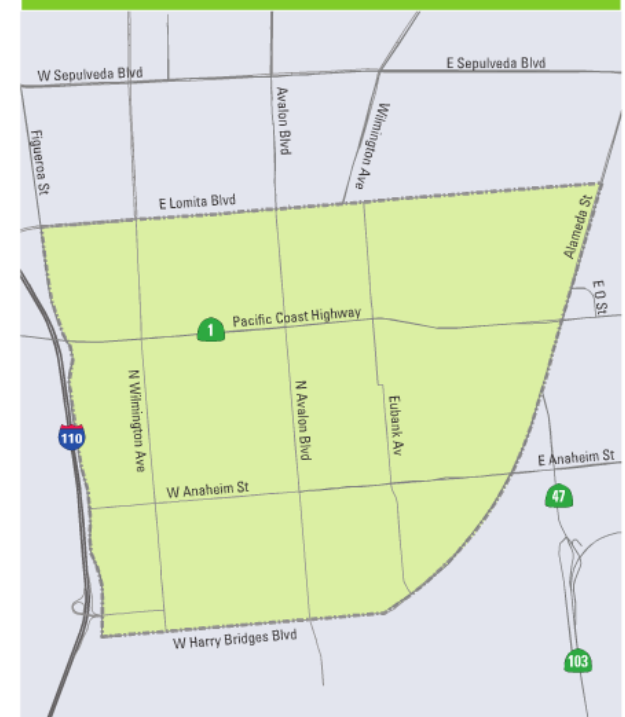 W Sepulveda Blvd
E Sepulveda Blvd
Avalon Blvd
Wilmington Ave
Figueroa St
E Lomita Blvd
Alameda St
E O St
Pacific Coast Highway
1
N Wilmington Ave
N Avalon Blvd
Eubank Av
110
W Anaheim St
E Anaheim St
47
W Harry Bridges Blvd
103